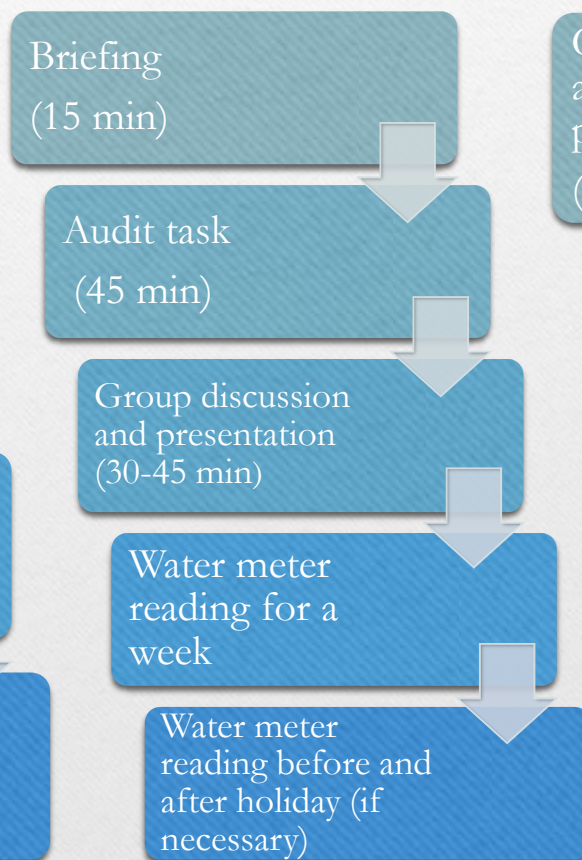 Briefing
(15 min)
Audit task
(45 min)
Group discussion
and presentation
(30-45 min)
Water meter
reading for a
week
Water meter
reading before and
after holiday (if
necessary)